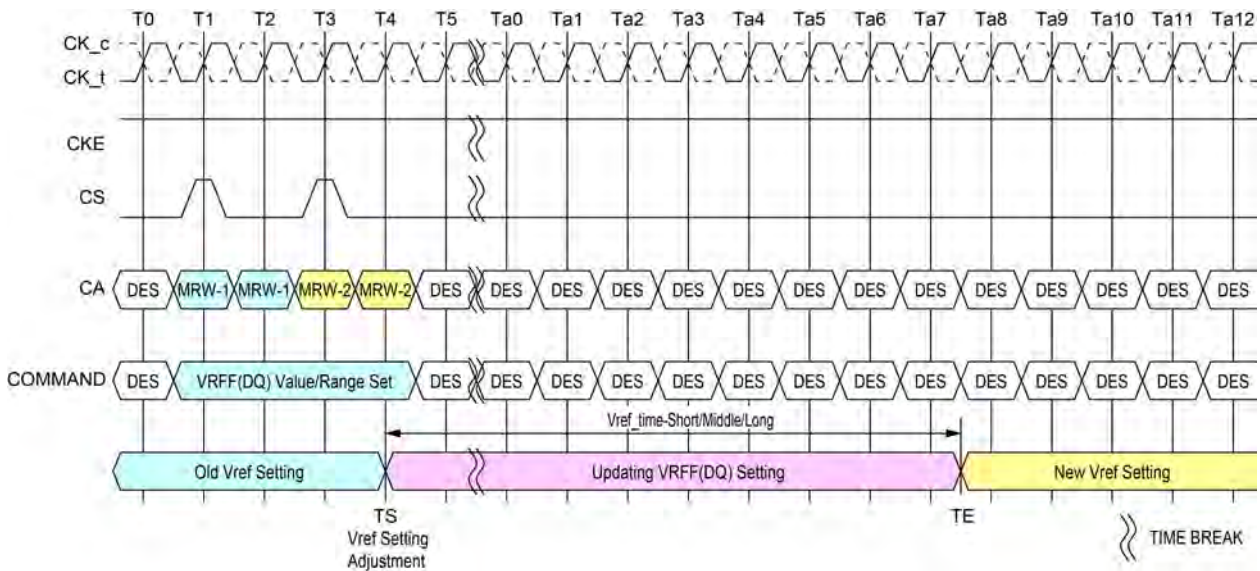 T0 T1 T2 T3 T4 T5 Ta0 Ta1 Ta2 Ta3 Ta4 Ta5 Ta6 Ta7 Ta8 Ta9 Ta10 Ta11 Ta12
CK_c
CK_t
CKE
CS
CA DES MRW-1 MRW-1 MRW-2 MRW-2 DES DES DES DES DES DES DES DES DES DES DES DES DES DES
COMMAND DES VRFF(DQ) Value/Range Set DES DES DES DES DES DES DES DES DES DES DES DES DES DES
Vref_time-Short/Middle/Long
Old Vref Setting Updating VRFF(DQ) Setting New Vref Setting
TS TE
Vref Setting TIME BREAK
Adjustment